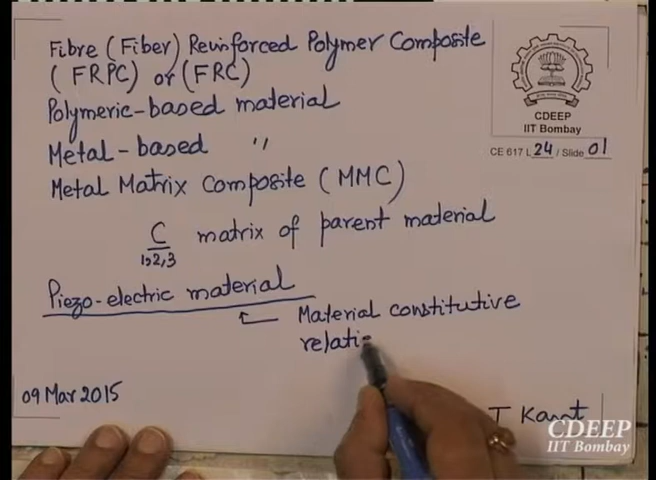 Fibre (Fiber) Reinforced Polymer Composite
(FRPC) or (FRC)
Polymeric-based material
Metal-based "
Metal Matrix Composite (MMC)
C matrix of parent material
1,2,3
Piezo-electric material
Material constitutive
relati
09 Mar 2015
T Kant
CDEEP
IIT Bombay
CE 617 L 24 / Slide 01
CDEEP
IIT Bombay